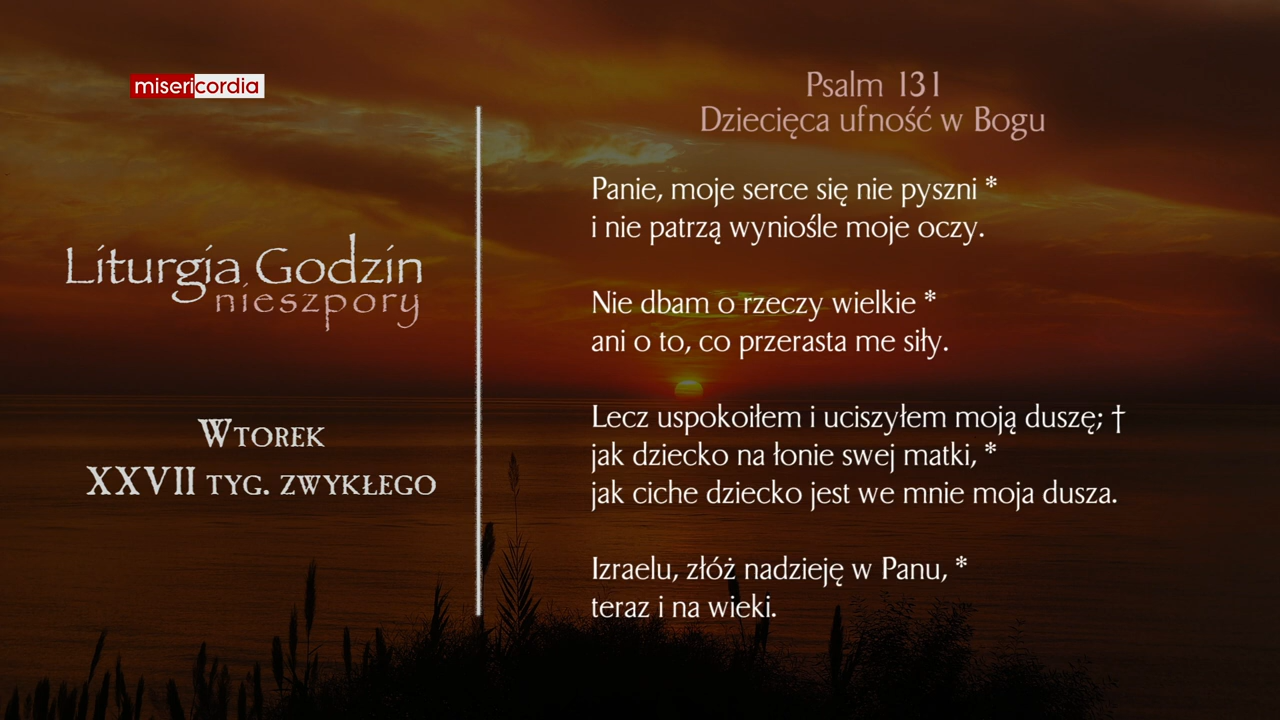 misericordia
Liturgia Godzin
nieszpory
Wtorek
XXVII tyg. zwykłego
Psalm 131
Dziecięca ufność w Bogu
Panie, moje serce się nie pyszni *
i nie patrzą wyniośle moje oczy.
Nie dbam o rzeczy wielkie *
ani o to, co przerasta me siły.
Lecz uspokoiłem i uciszyłem moją duszę; †
jak dziecko na łonie swej matki, *
jak ciche dziecko jest we mnie moja dusza.
Izraelu, złóż nadzieję w Panu, *
teraz i na wieki.